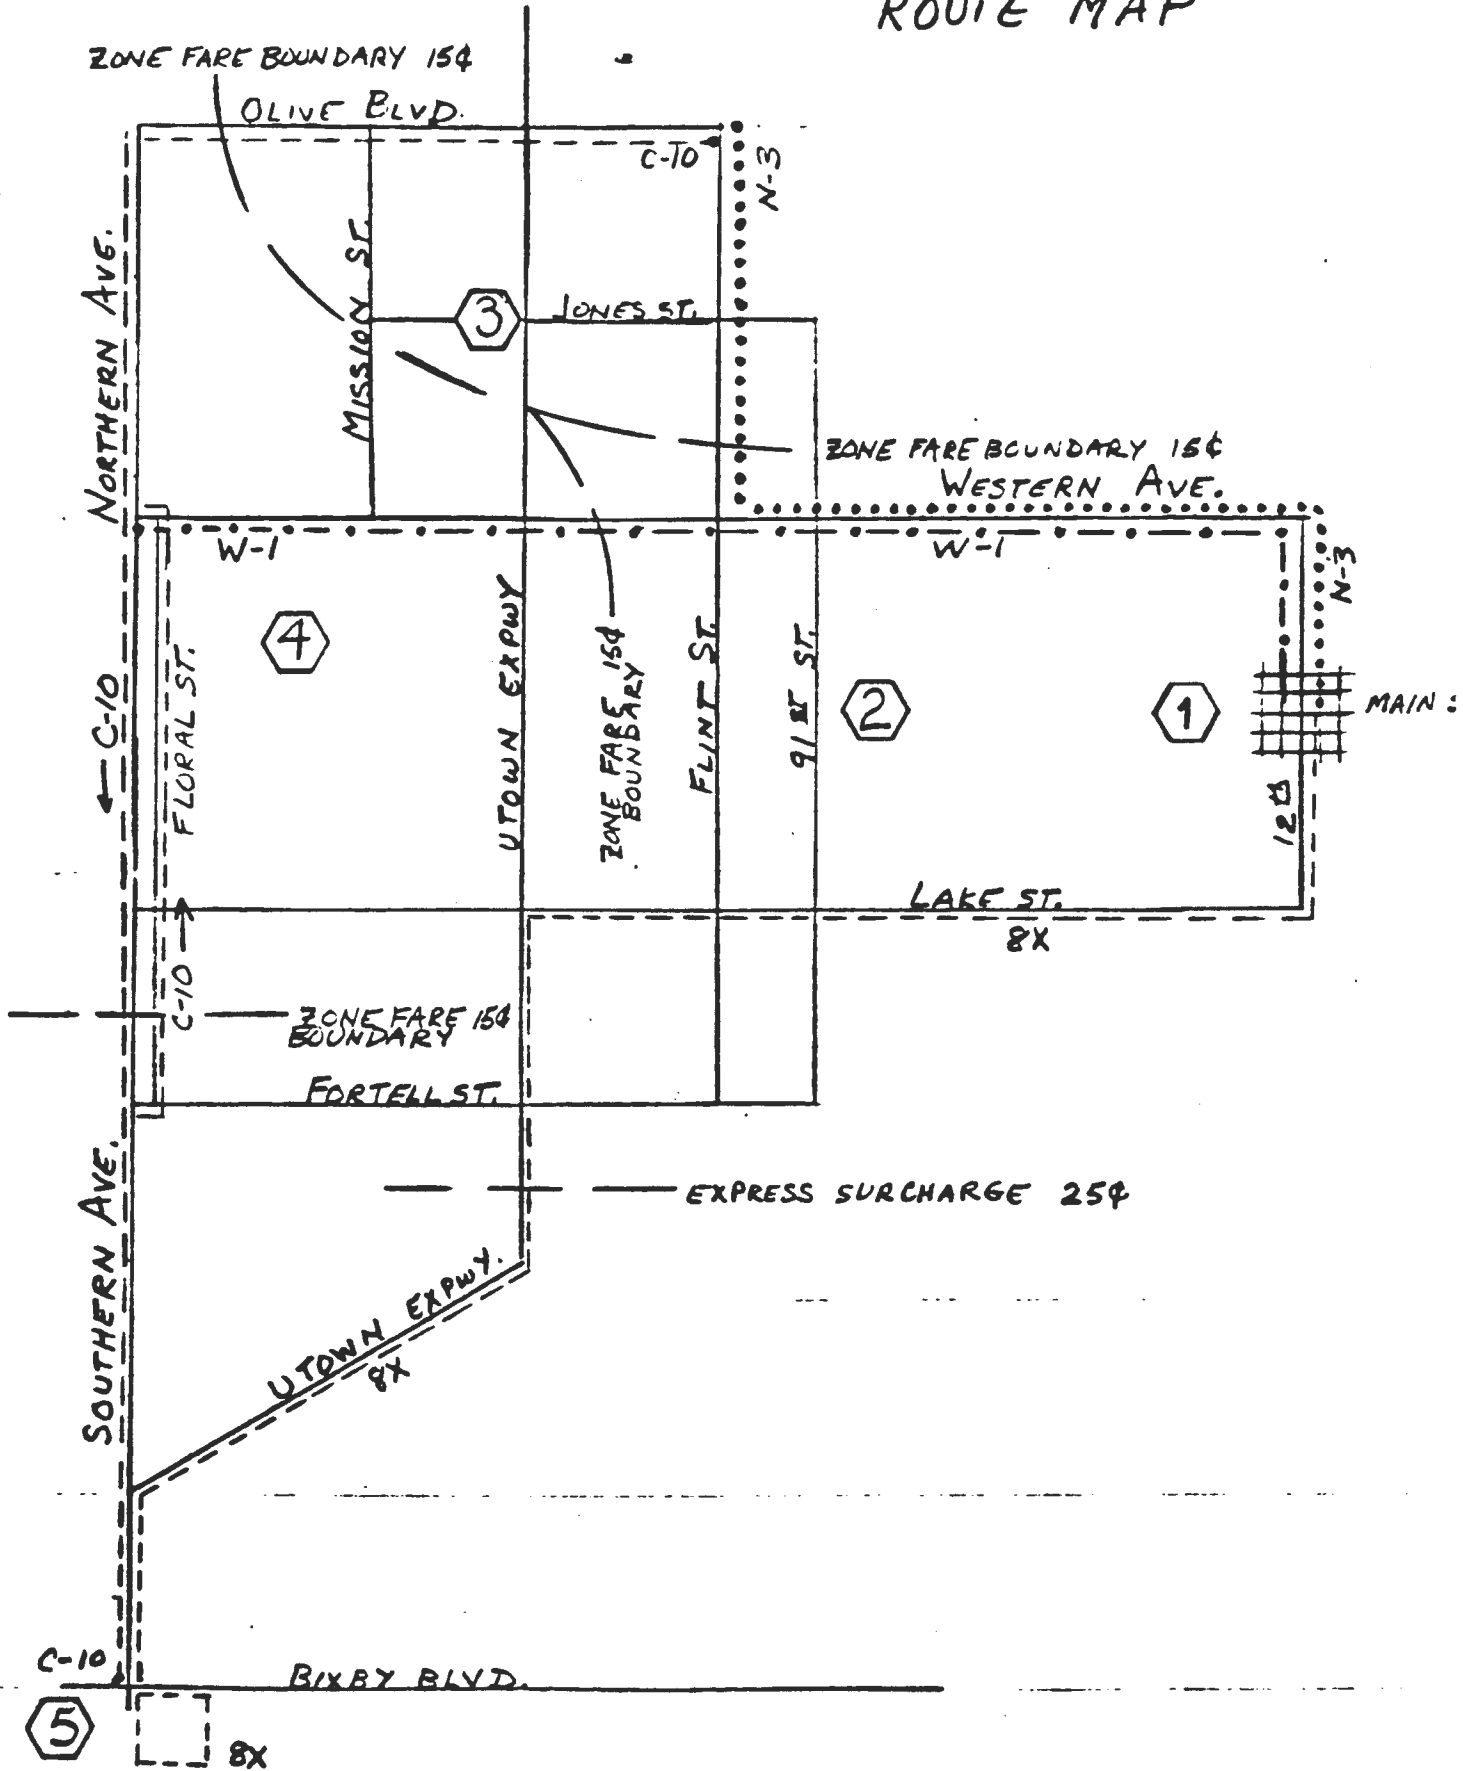 ROUTE MAP
ZONE FARE BOUNDARY 15¢
OLIVE BLVD.
C-10
N-3
NORTHERN AVE.
MISSION ST.
3
JONES ST.
ZONE FARE BOUNDARY 15¢
WESTERN AVE.
W-1
W-1
N-3
4
FLORAL ST.
UTOWN EXPWY
ZONE FARE 15¢
BOUNDARY
FLINT ST.
91ST ST.
2
1
MAIN :
← C-10
12TH
LAKE ST.
8X
C-10 →
ZONE FARE 15¢
BOUNDARY
FORTELL ST.
SOUTHERN AVE.
EXPRESS SURCHARGE 25¢
UTOWN EXPWY.
8X
C-10
BIXBY BLVD.
5
8X